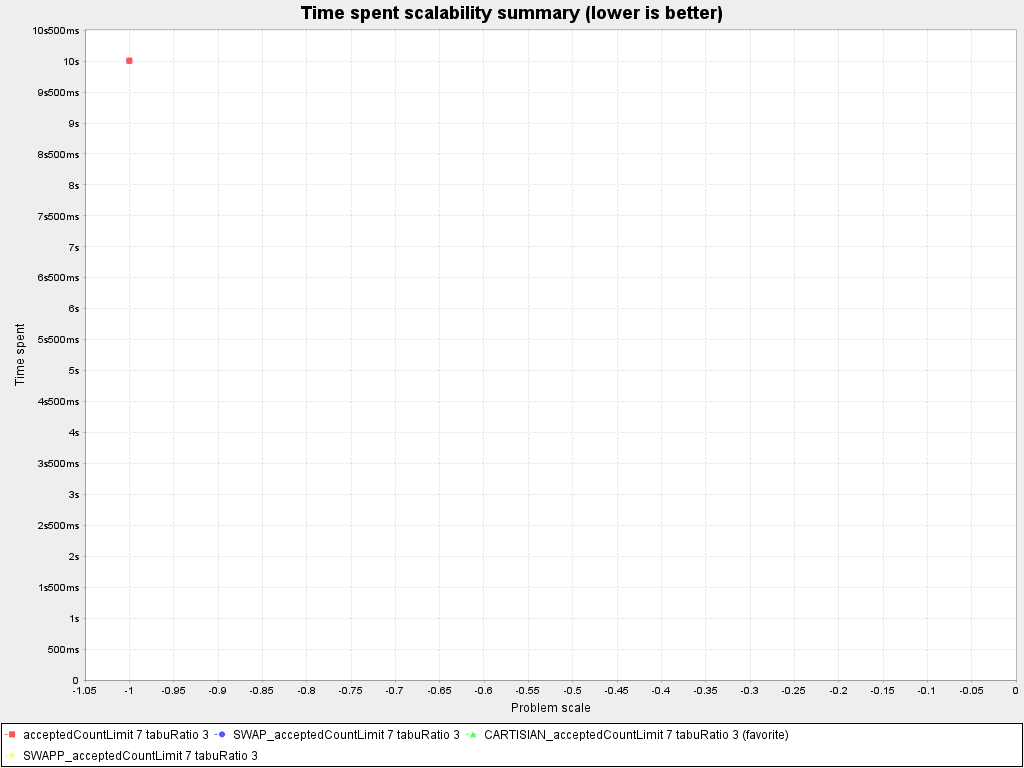 Time spent scalability summary (lower is better)
10s500ms
10s
9s500ms
9s
8s500ms
8s
7s500ms
7s
6s500ms
6s
5s500ms
5s
4s500ms
4s
3s500ms
3s
2s500ms
2s
1s500ms
1s
500ms
0
Time spent
-1.05 -1 -0.95 -0.9 -0.85 -0.8 -0.75 -0.7 -0.65 -0.6 -0.55 -0.5 -0.45 -0.4 -0.35 -0.3 -0.25 -0.2 -0.15 -0.1 -0.05 0
Problem scale
acceptedCountLimit 7 tabuRatio 3 SWAP_acceptedCountLimit 7 tabuRatio 3 CARTISIAN_acceptedCountLimit 7 tabuRatio 3 (favorite)
SWAPP_acceptedCountLimit 7 tabuRatio 3